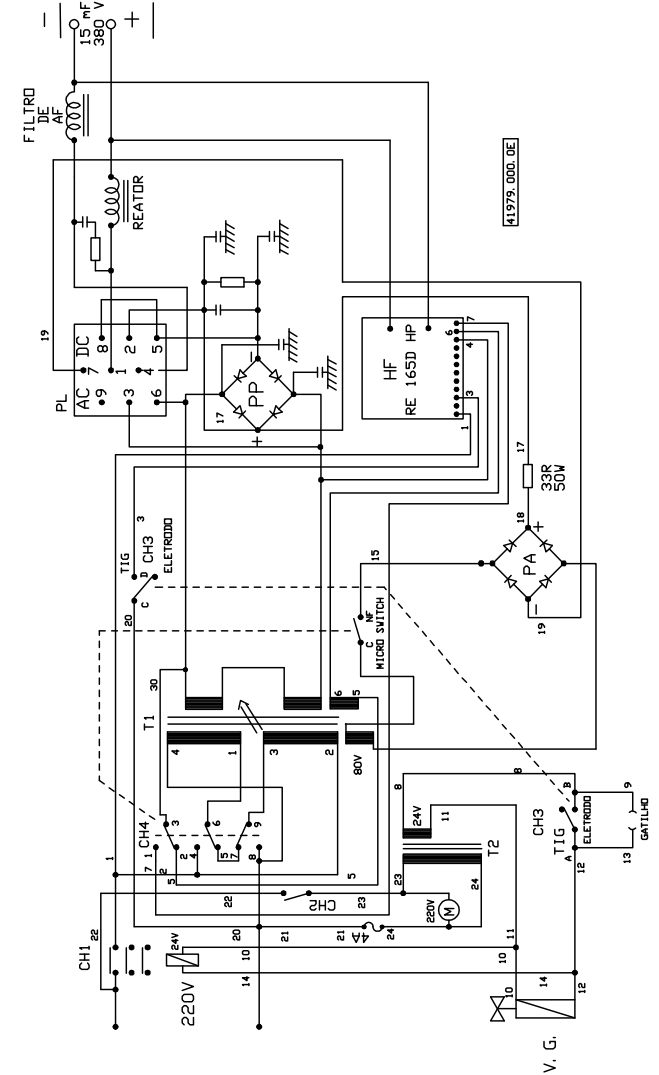 − 15 mF 380 V +
FILTRO
DE
AF
REATOR
19
PL
AC DC
9 7 8
3 1 2
6 4 5
41979.000.0E
PP
17
−
+
HF
RE 165D HP
1
3
4
6
7
17
33R
50W
18
+
PA
−
19
15
TIG
3
D
CH3
C
ELETRODO
20
NF
C
MICRO SWITCH
30
T1
4
1
3
2
6
5
80V
CH4
1
7
3
2
2
4
5
6
5
7
9
8
1
5
8
24V
11
T2
23
24
8
CH3
TIG
B
A
ELETRODO
9
GATILHO
13
12
22
CH2
23
220V
M
CH1
22
24V
20
21
21
4A
24
10
14
220V
11
10
10
14
12
V. G.